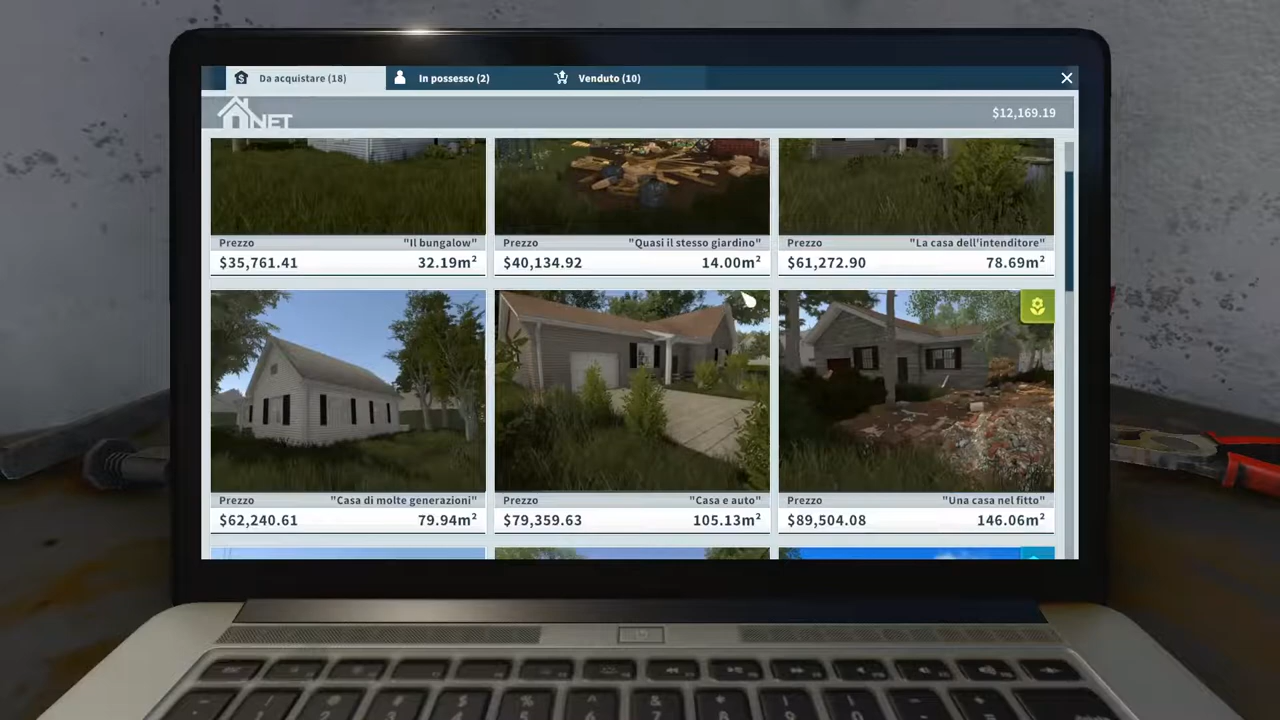 Da acquistare (18)
In possesso (2)
Venduto (10)
NET
$12,169.19
Prezzo "Il bungalow"
$35,761.41 32.19m²
Prezzo "Quasi il stesso giardino"
$40,134.92 14.00m²
Prezzo "La casa dell'intenditore"
$61,272.90 78.69m²
Prezzo "Casa di molte generazioni"
$62,240.61 79.94m²
Prezzo "Casa e auto"
$79,359.63 105.13m²
Prezzo "Una casa nel fitto"
$89,504.08 146.06m²